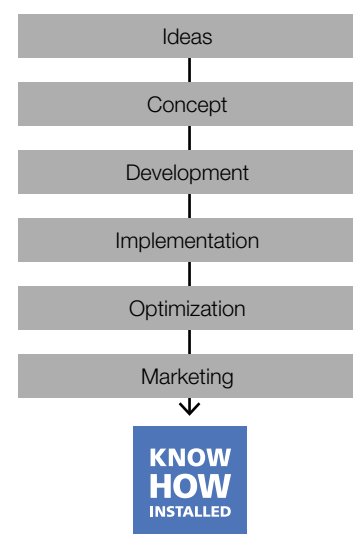 Ideas
Concept
Development
Implementation
Optimization
Marketing
KNOW
HOW
INSTALLED